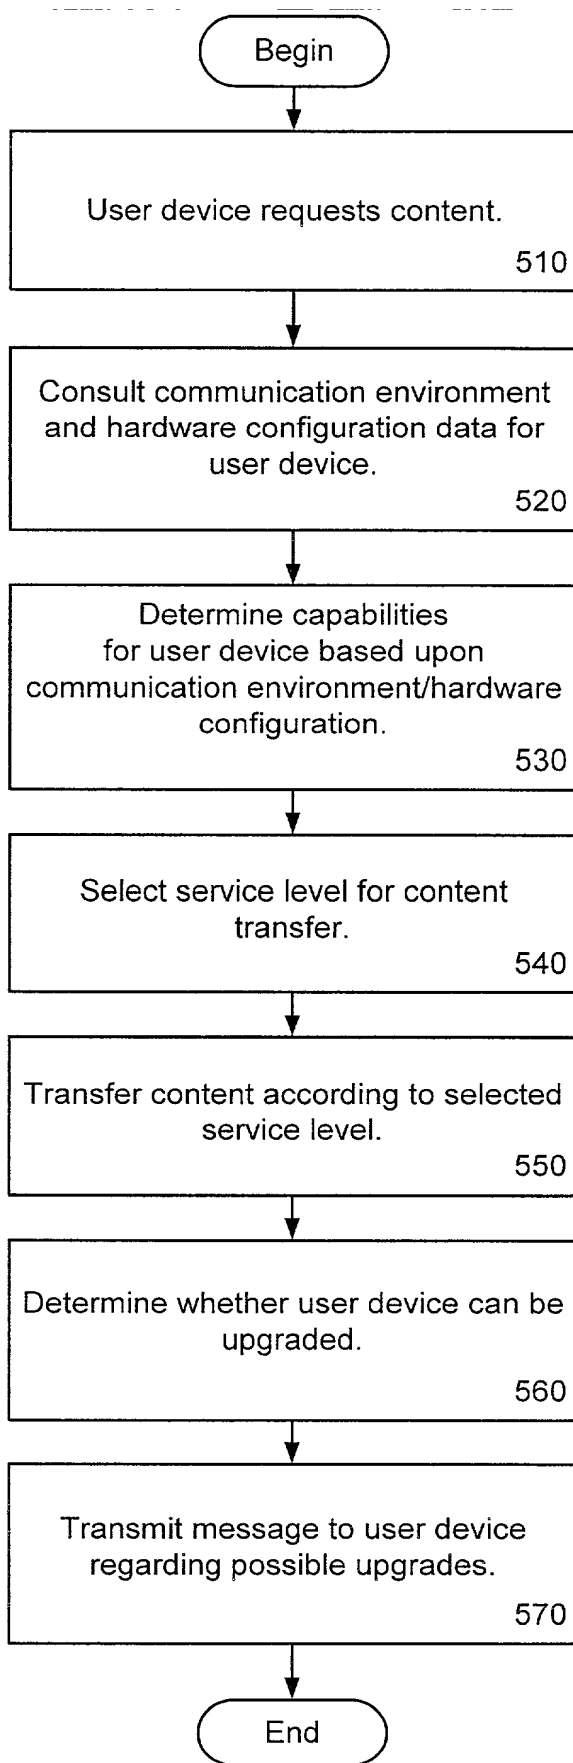 Begin
User device requests content.
510
Consult communication environment
and hardware configuration data for
user device.
520
Determine capabilities
for user device based upon
communication environment/hardware
configuration.
530
Select service level for content
transfer.
540
Transfer content according to selected
service level.
550
Determine whether user device can be
upgraded.
560
Transmit message to user device
regarding possible upgrades.
570
End